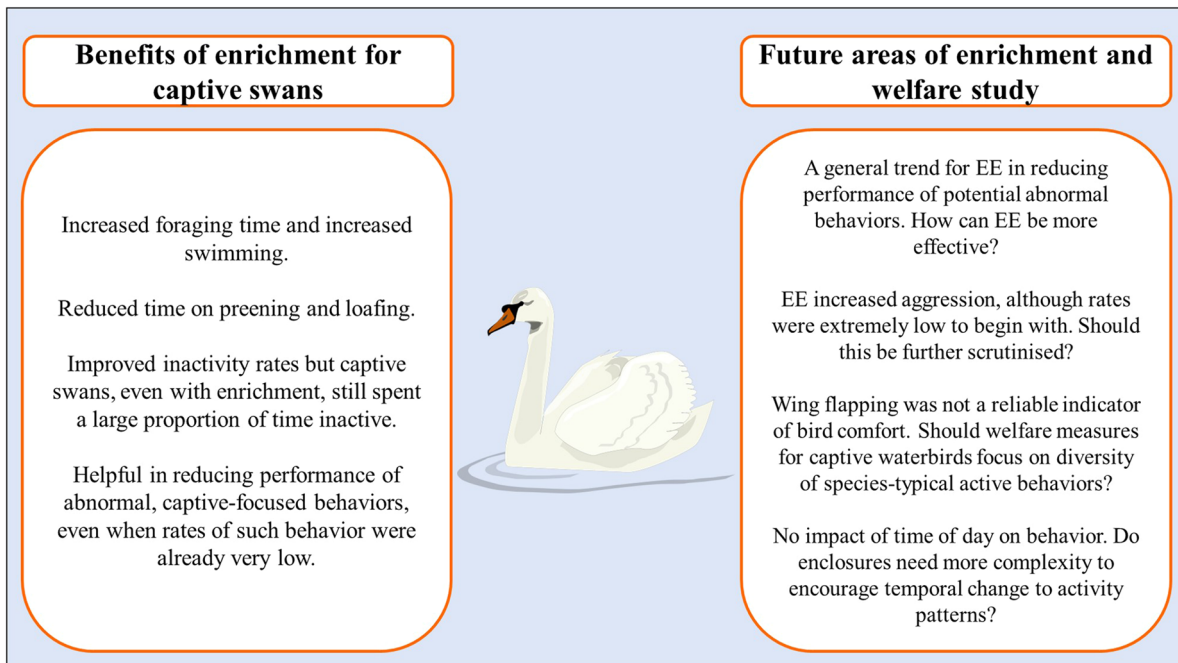 Benefits of enrichment for
captive swans
Increased foraging time and increased
swimming.
Reduced time on preening and loafing.
Improved inactivity rates but captive
swans, even with enrichment, still spent
a large proportion of time inactive.
Helpful in reducing performance of
abnormal, captive-focused behaviors,
even when rates of such behavior were
already very low.
Future areas of enrichment and
welfare study
A general trend for EE in reducing
performance of potential abnormal
behaviors. How can EE be more
effective?
EE increased aggression, although rates
were extremely low to begin with. Should
this be further scrutinised?
Wing flapping was not a reliable indicator
of bird comfort. Should welfare measures
for captive waterbirds focus on diversity
of species-typical active behaviors?
No impact of time of day on behavior. Do
enclosures need more complexity to
encourage temporal change to activity
patterns?